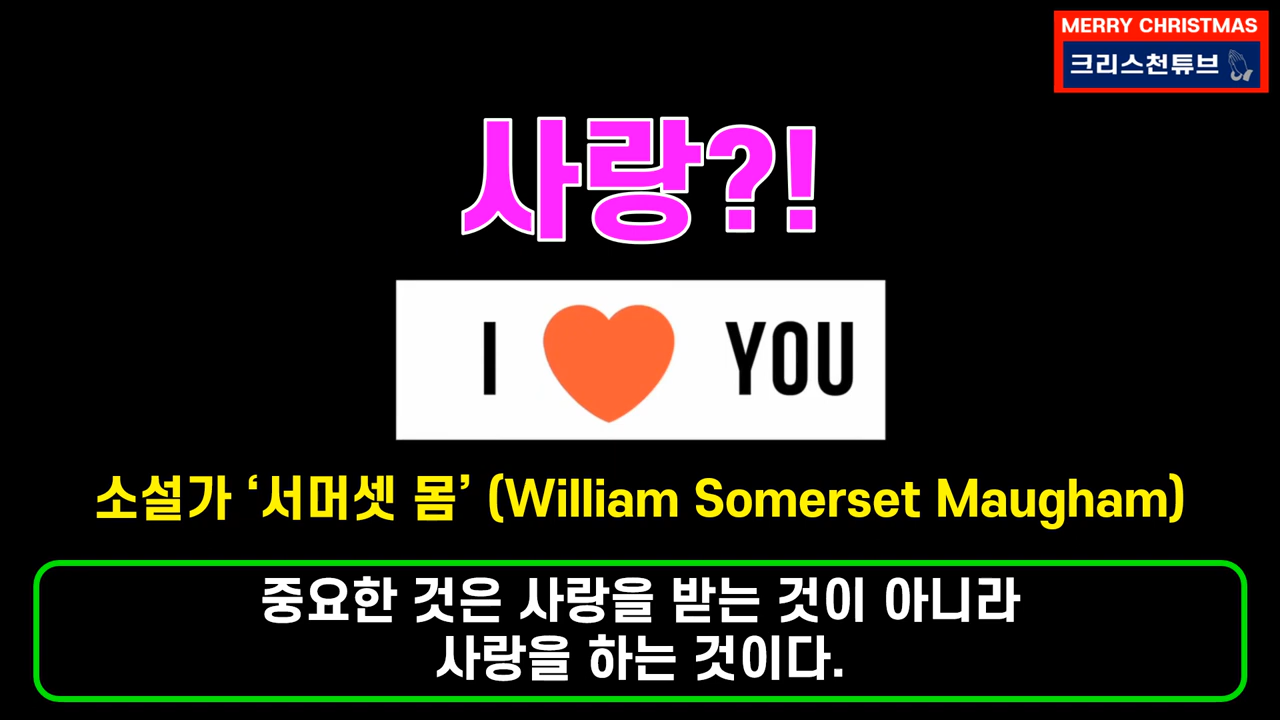 MERRY CHRISTMAS
크리스천튜브
사랑?!
I YOU
소설가 ‘서머셋 몸’ (William Somerset Maugham)
중요한 것은 사랑을 받는 것이 아니라
사랑을 하는 것이다.